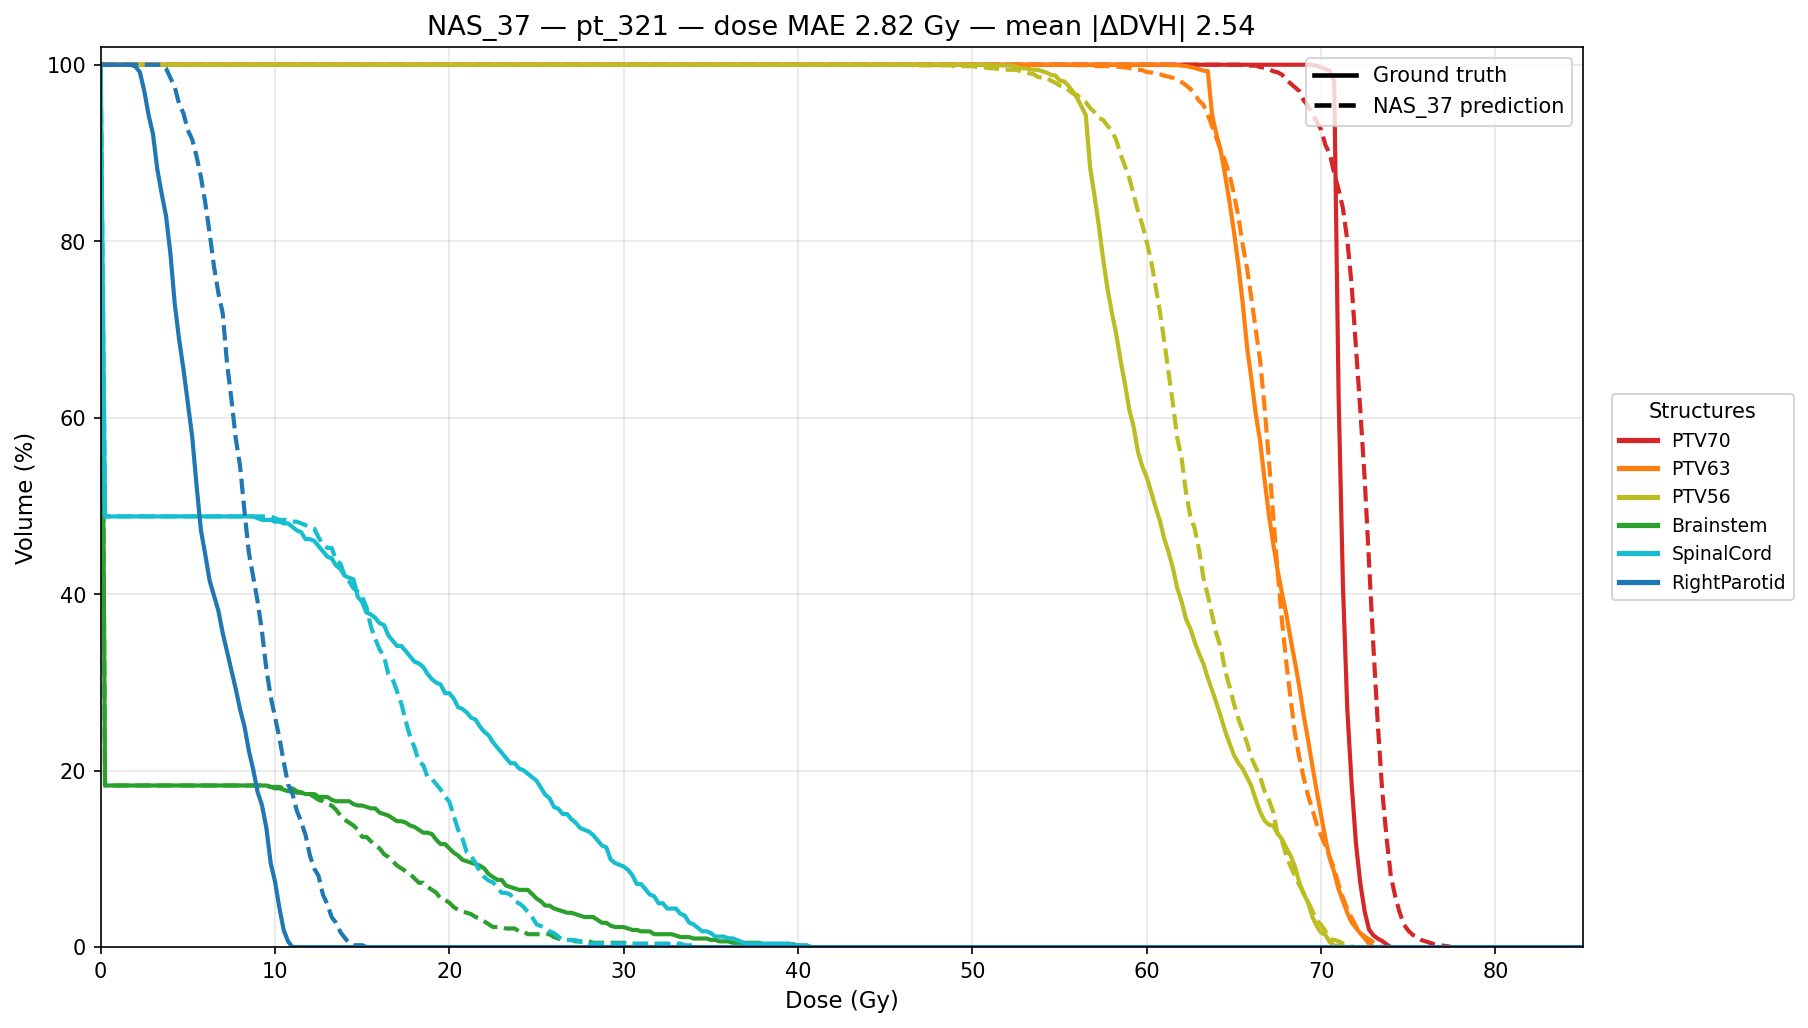 NAS_37 — pt_321 — dose MAE 2.82 Gy — mean |ΔDVH| 2.54
Ground truth
NAS_37 prediction
100
80
60
40
20
0
Volume (%)
0 10 20 30 40 50 60 70 80
Dose (Gy)
Structures
PTV70
PTV63
PTV56
Brainstem
SpinalCord
RightParotid